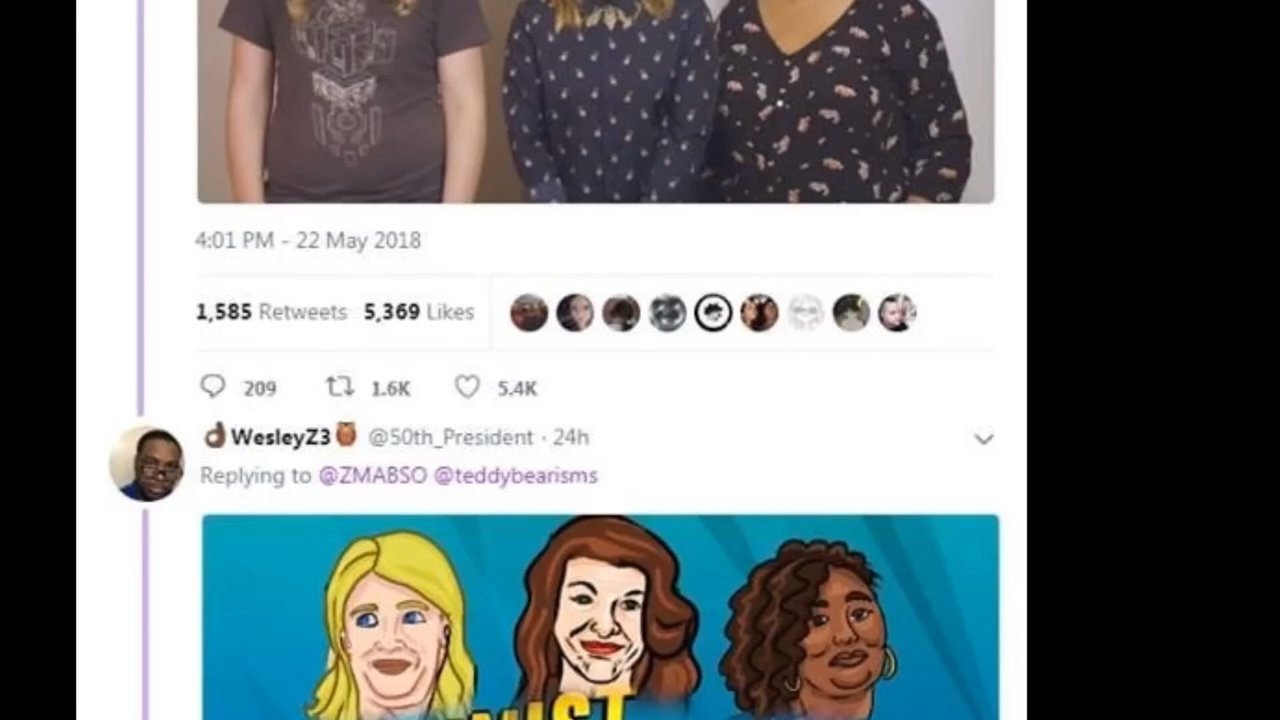 4:01 PM - 22 May 2018
1,585 Retweets 5,369 Likes
209 1.6K 5.4K
👌🏿WesleyZ3🦉 @50th_President · 24h
Replying to @ZMABSO @teddybearisms